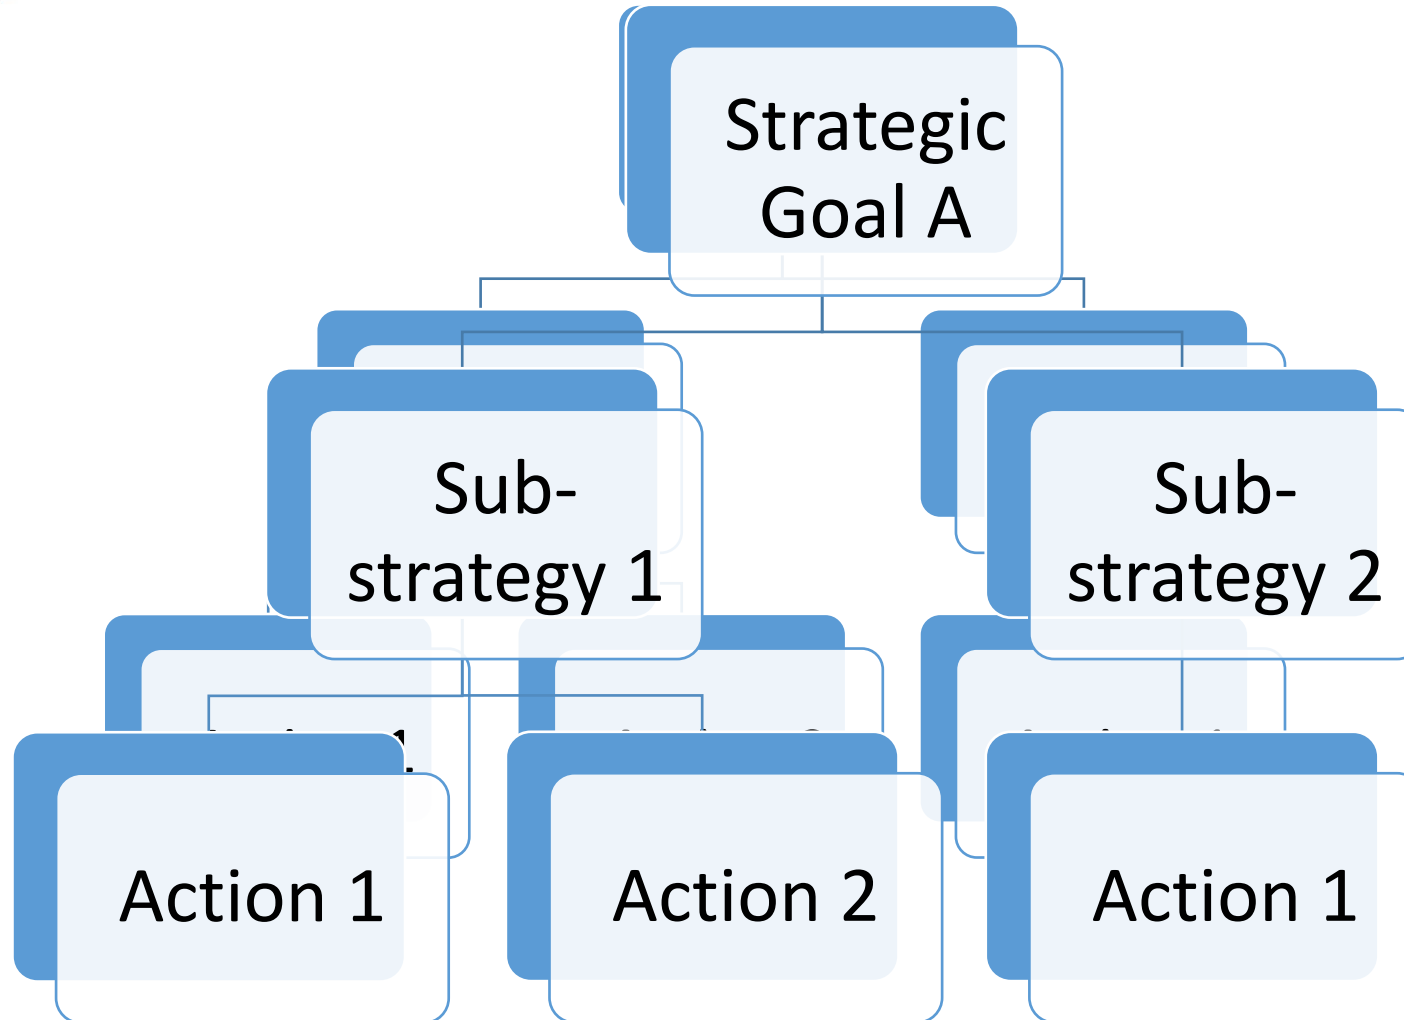 Strategic
Goal A
Sub-
strategy 1
Sub-
strategy 2
Action 1
Action 2
Action 1